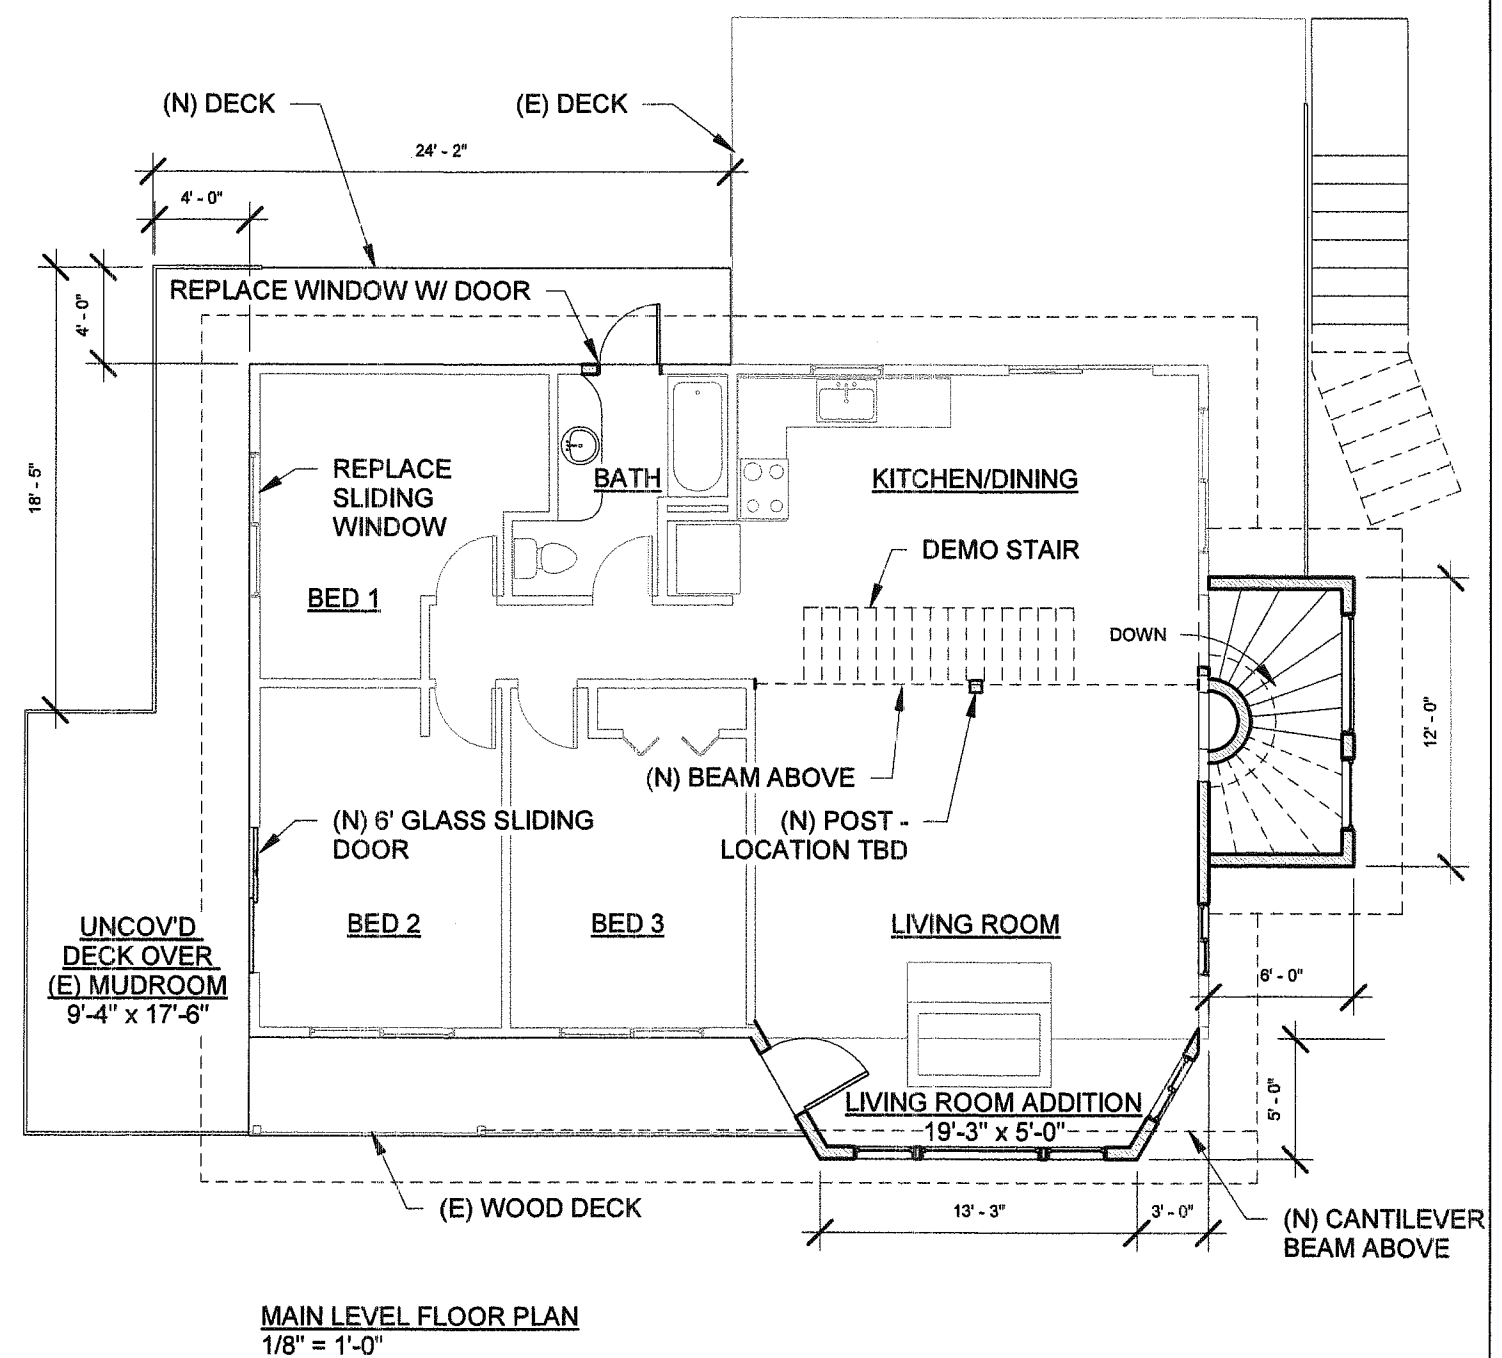 (N) DECK
(E) DECK
24' - 2"
4' - 0"
4' - 0"
18' - 5"
REPLACE WINDOW W/ DOOR
REPLACE
SLIDING
WINDOW
BATH
KITCHEN/DINING
DEMO STAIR
BED 1
DOWN
12' - 0"
(N) BEAM ABOVE
(N) POST -
LOCATION TBD
(N) 6' GLASS SLIDING
DOOR
UNCOV'D
DECK OVER
(E) MUDROOM
9'-4" x 17'-6"
BED 2
BED 3
LIVING ROOM
6' - 0"
5' - 0"
LIVING ROOM ADDITION
19'-3" x 5'-0"
(E) WOOD DECK
13' - 3"
3' - 0"
(N) CANTILEVER
BEAM ABOVE
MAIN LEVEL FLOOR PLAN
1/8" = 1'-0"